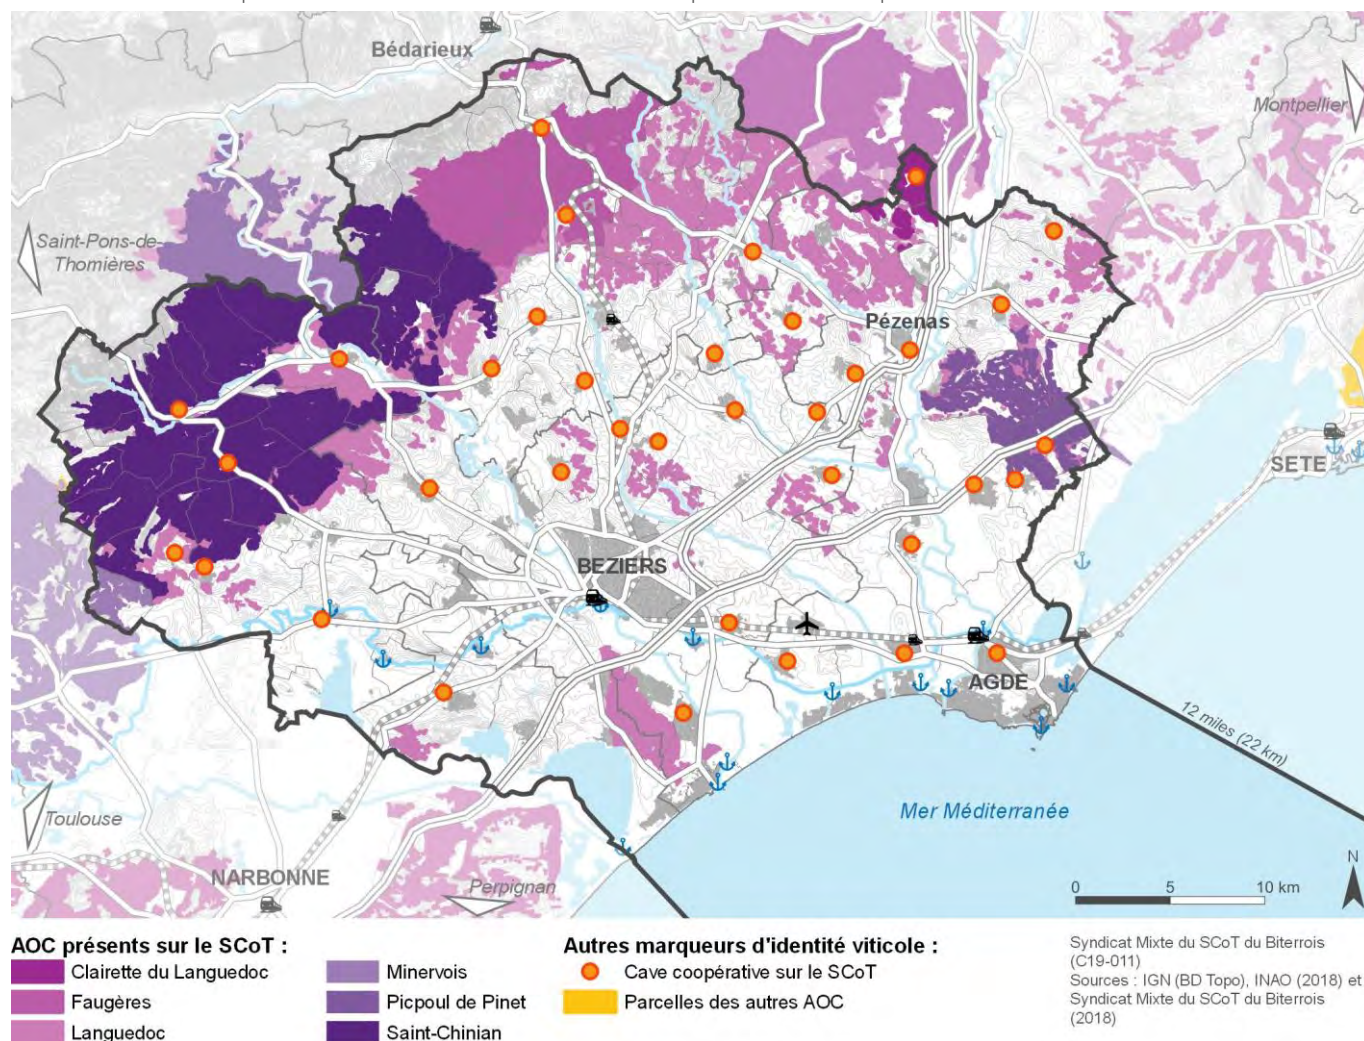 Bédarieux
Montpellier
Saint-Pons-de-
Thomières
Pézenas
SETE
BEZIERS
AGDE
12 miles (22 km)
Toulouse
Mer Méditerranée
NARBONNE
Perpignan
N
0 5 10 km
AOC présents sur le SCoT :
Clairette du Languedoc
Faugères
Languedoc
Minervois
Picpoul de Pinet
Saint-Chinian
Autres marqueurs d'identité viticole :
Cave coopérative sur le SCoT
Parcelles des autres AOC
Syndicat Mixte du SCoT du Biterrois
(C19-011)
Sources : IGN (BD Topo), INAO (2018) et
Syndicat Mixte du SCoT du Biterrois
(2018)